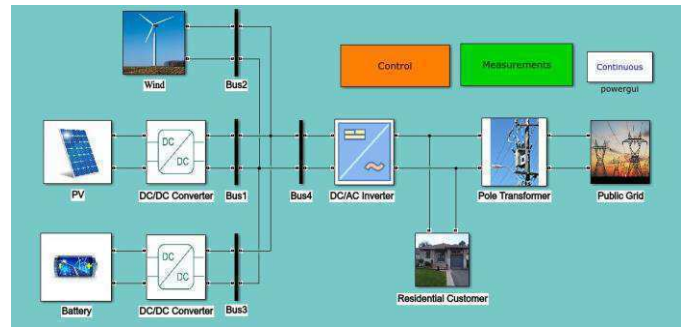 Control
Measurements
Continuous
powergui
Wind
Bus2
DC
DC
PV
DC/DC Converter
Bus1
Bus4
DC/AC Inverter
Pole Transformer
Public Grid
DC
DC
Battery
DC/DC Converter
Bus3
Residential Customer